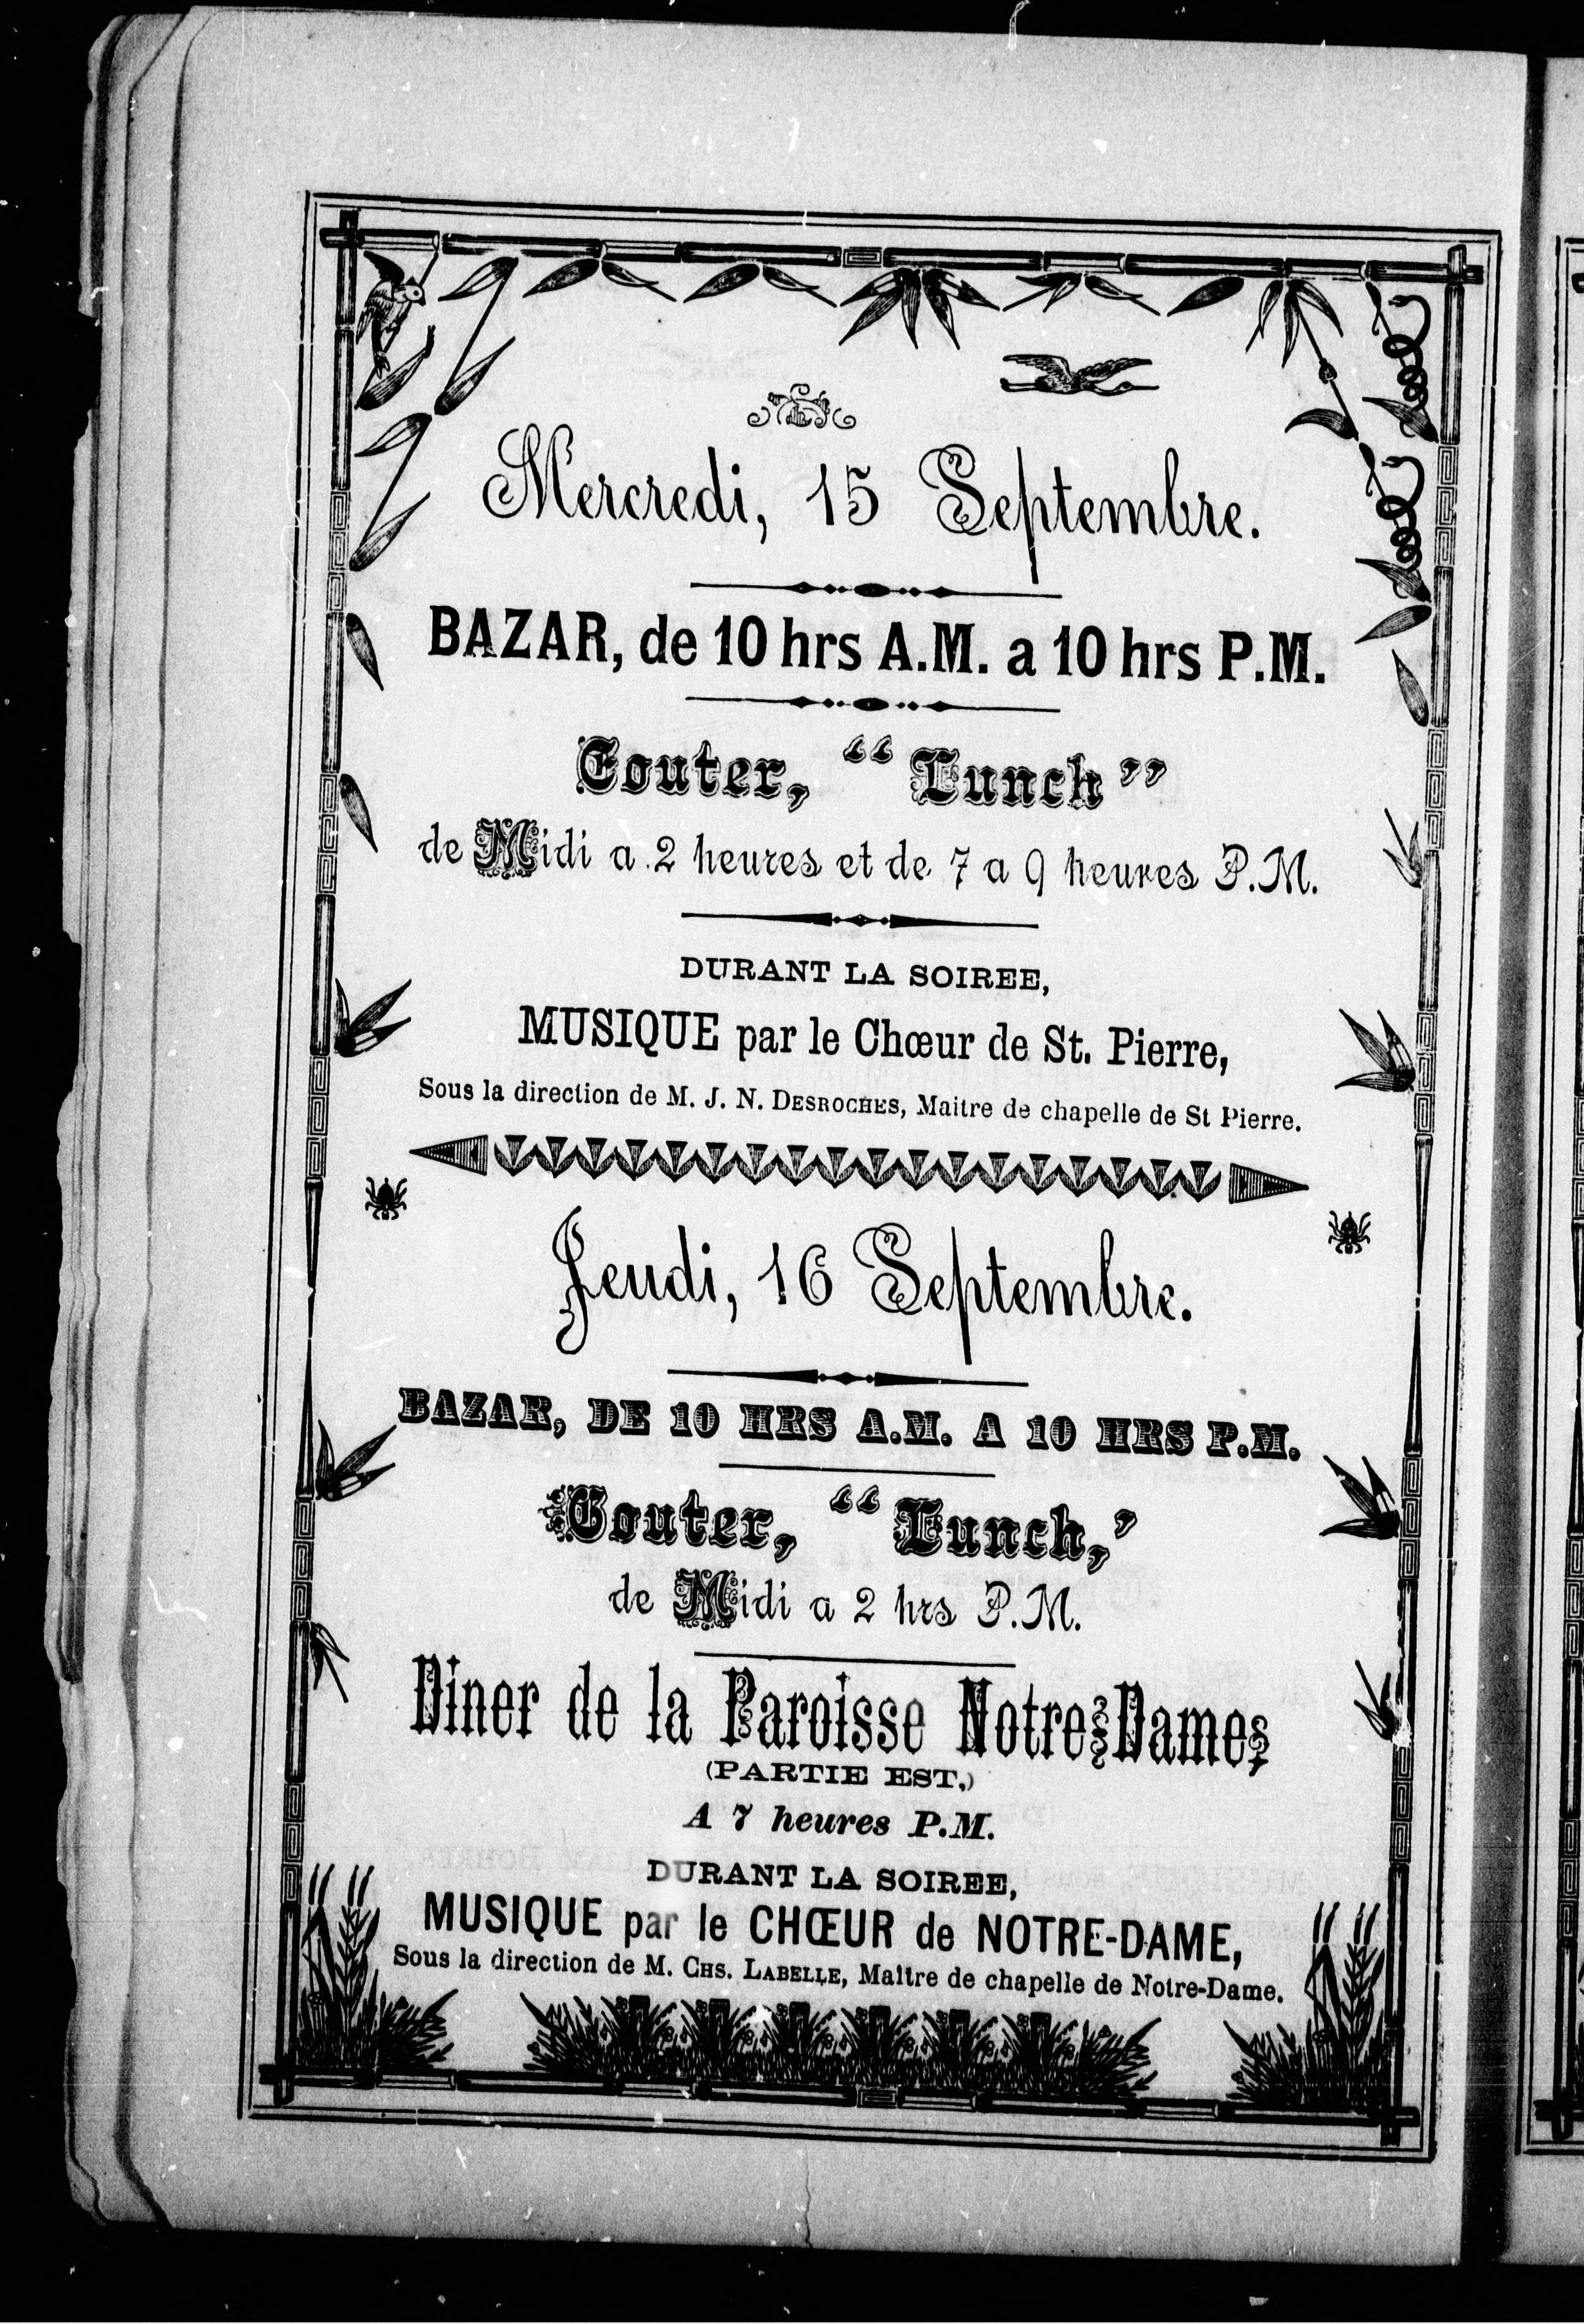 Mercredi, 15 Septembre.
BAZAR, de 10 hrs A.M. a 10 hrs P.M.
Gouter, “ Lunch ”
de Midi a 2 heures et de 7 a 9 heures P.M.
DURANT LA SOIREE,
MUSIQUE par le Chœur de St. Pierre,
Sous la direction de M. J. N. DESROCHES, Maitre de chapelle de St Pierre.
Jeudi, 16 Septembre.
BAZAR, DE 10 HRS A.M. A 10 HRS P.M.
Gouter, “ Lunch,’
de Midi a 2 hrs P.M.
Diner de la Paroisse Notre-Dame,
(PARTIE EST,)
A 7 heures P.M.
DURANT LA SOIREE,
MUSIQUE par le CHŒUR de NOTRE-DAME,
Sous la direction de M. CHS. LABELLE, Maître de chapelle de Notre-Dame.